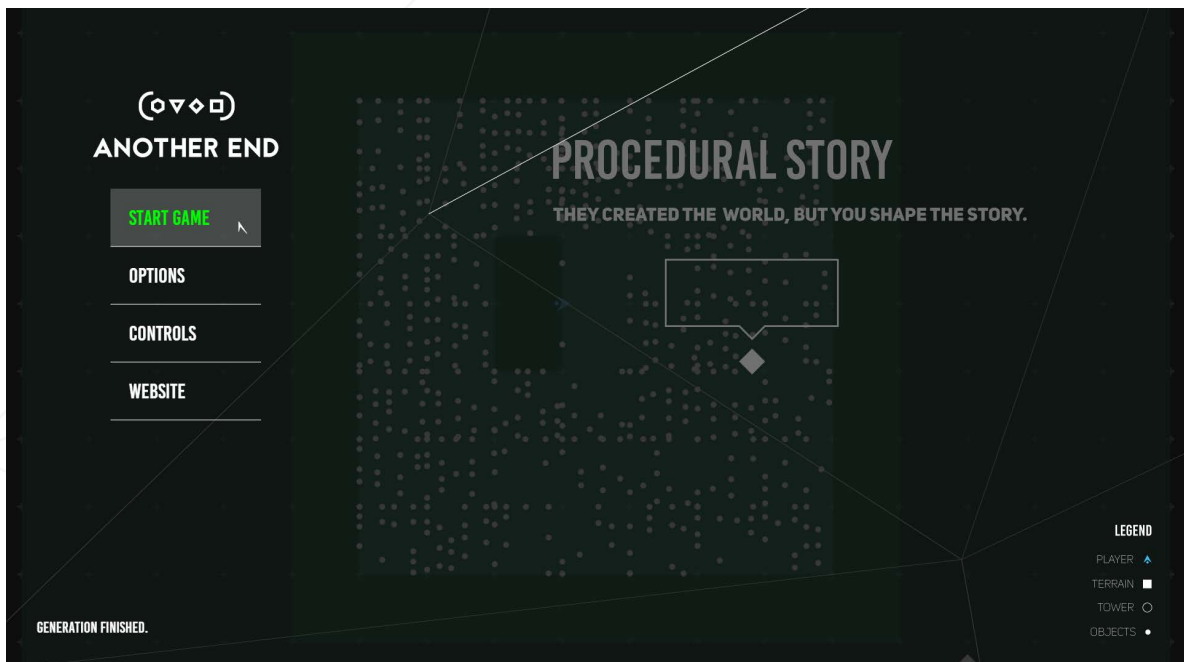 ANOTHER END
START GAME
OPTIONS
CONTROLS
WEBSITE
PROCEDURAL STORY
THEY CREATED THE WORLD, BUT YOU SHAPE THE STORY.
LEGEND
PLAYER
TERRAIN
TOWER
OBJECTS
GENERATION FINISHED.